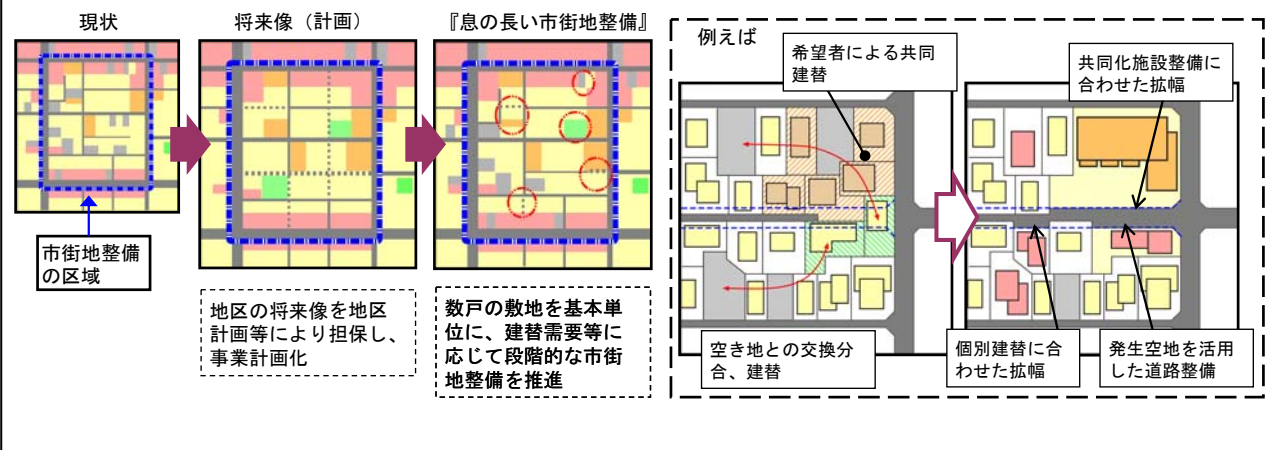 現状
将来像（計画）
『息の長い市街地整備』
市街地整備
の区域
地区の将来像を地区
計画等により担保し、
事業計画化
数戸の敷地を基本単
位に、建替需要等に
応じて段階的な市街
地整備を推進
例えば
希望者による共同
建替
共同化施設整備に
合わせた拡幅
空き地との交換分
合、建替
個別建替に合
わせた拡幅
発生空地を活用
した道路整備